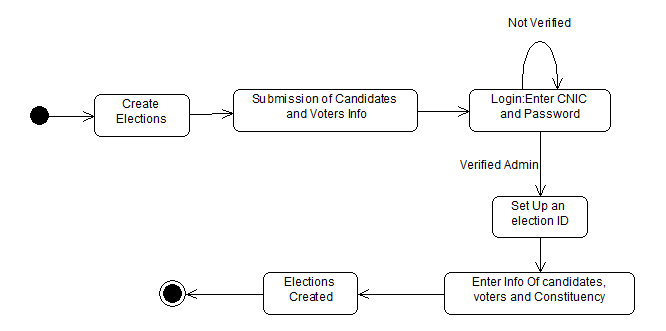 Not Verified
Create
Elections
Submission of Candidates
and Voters Info
Login:Enter CNIC
and Password
Verified Admin
Set Up an
election ID
Elections
Created
Enter Info Of candidates,
voters and Constituency